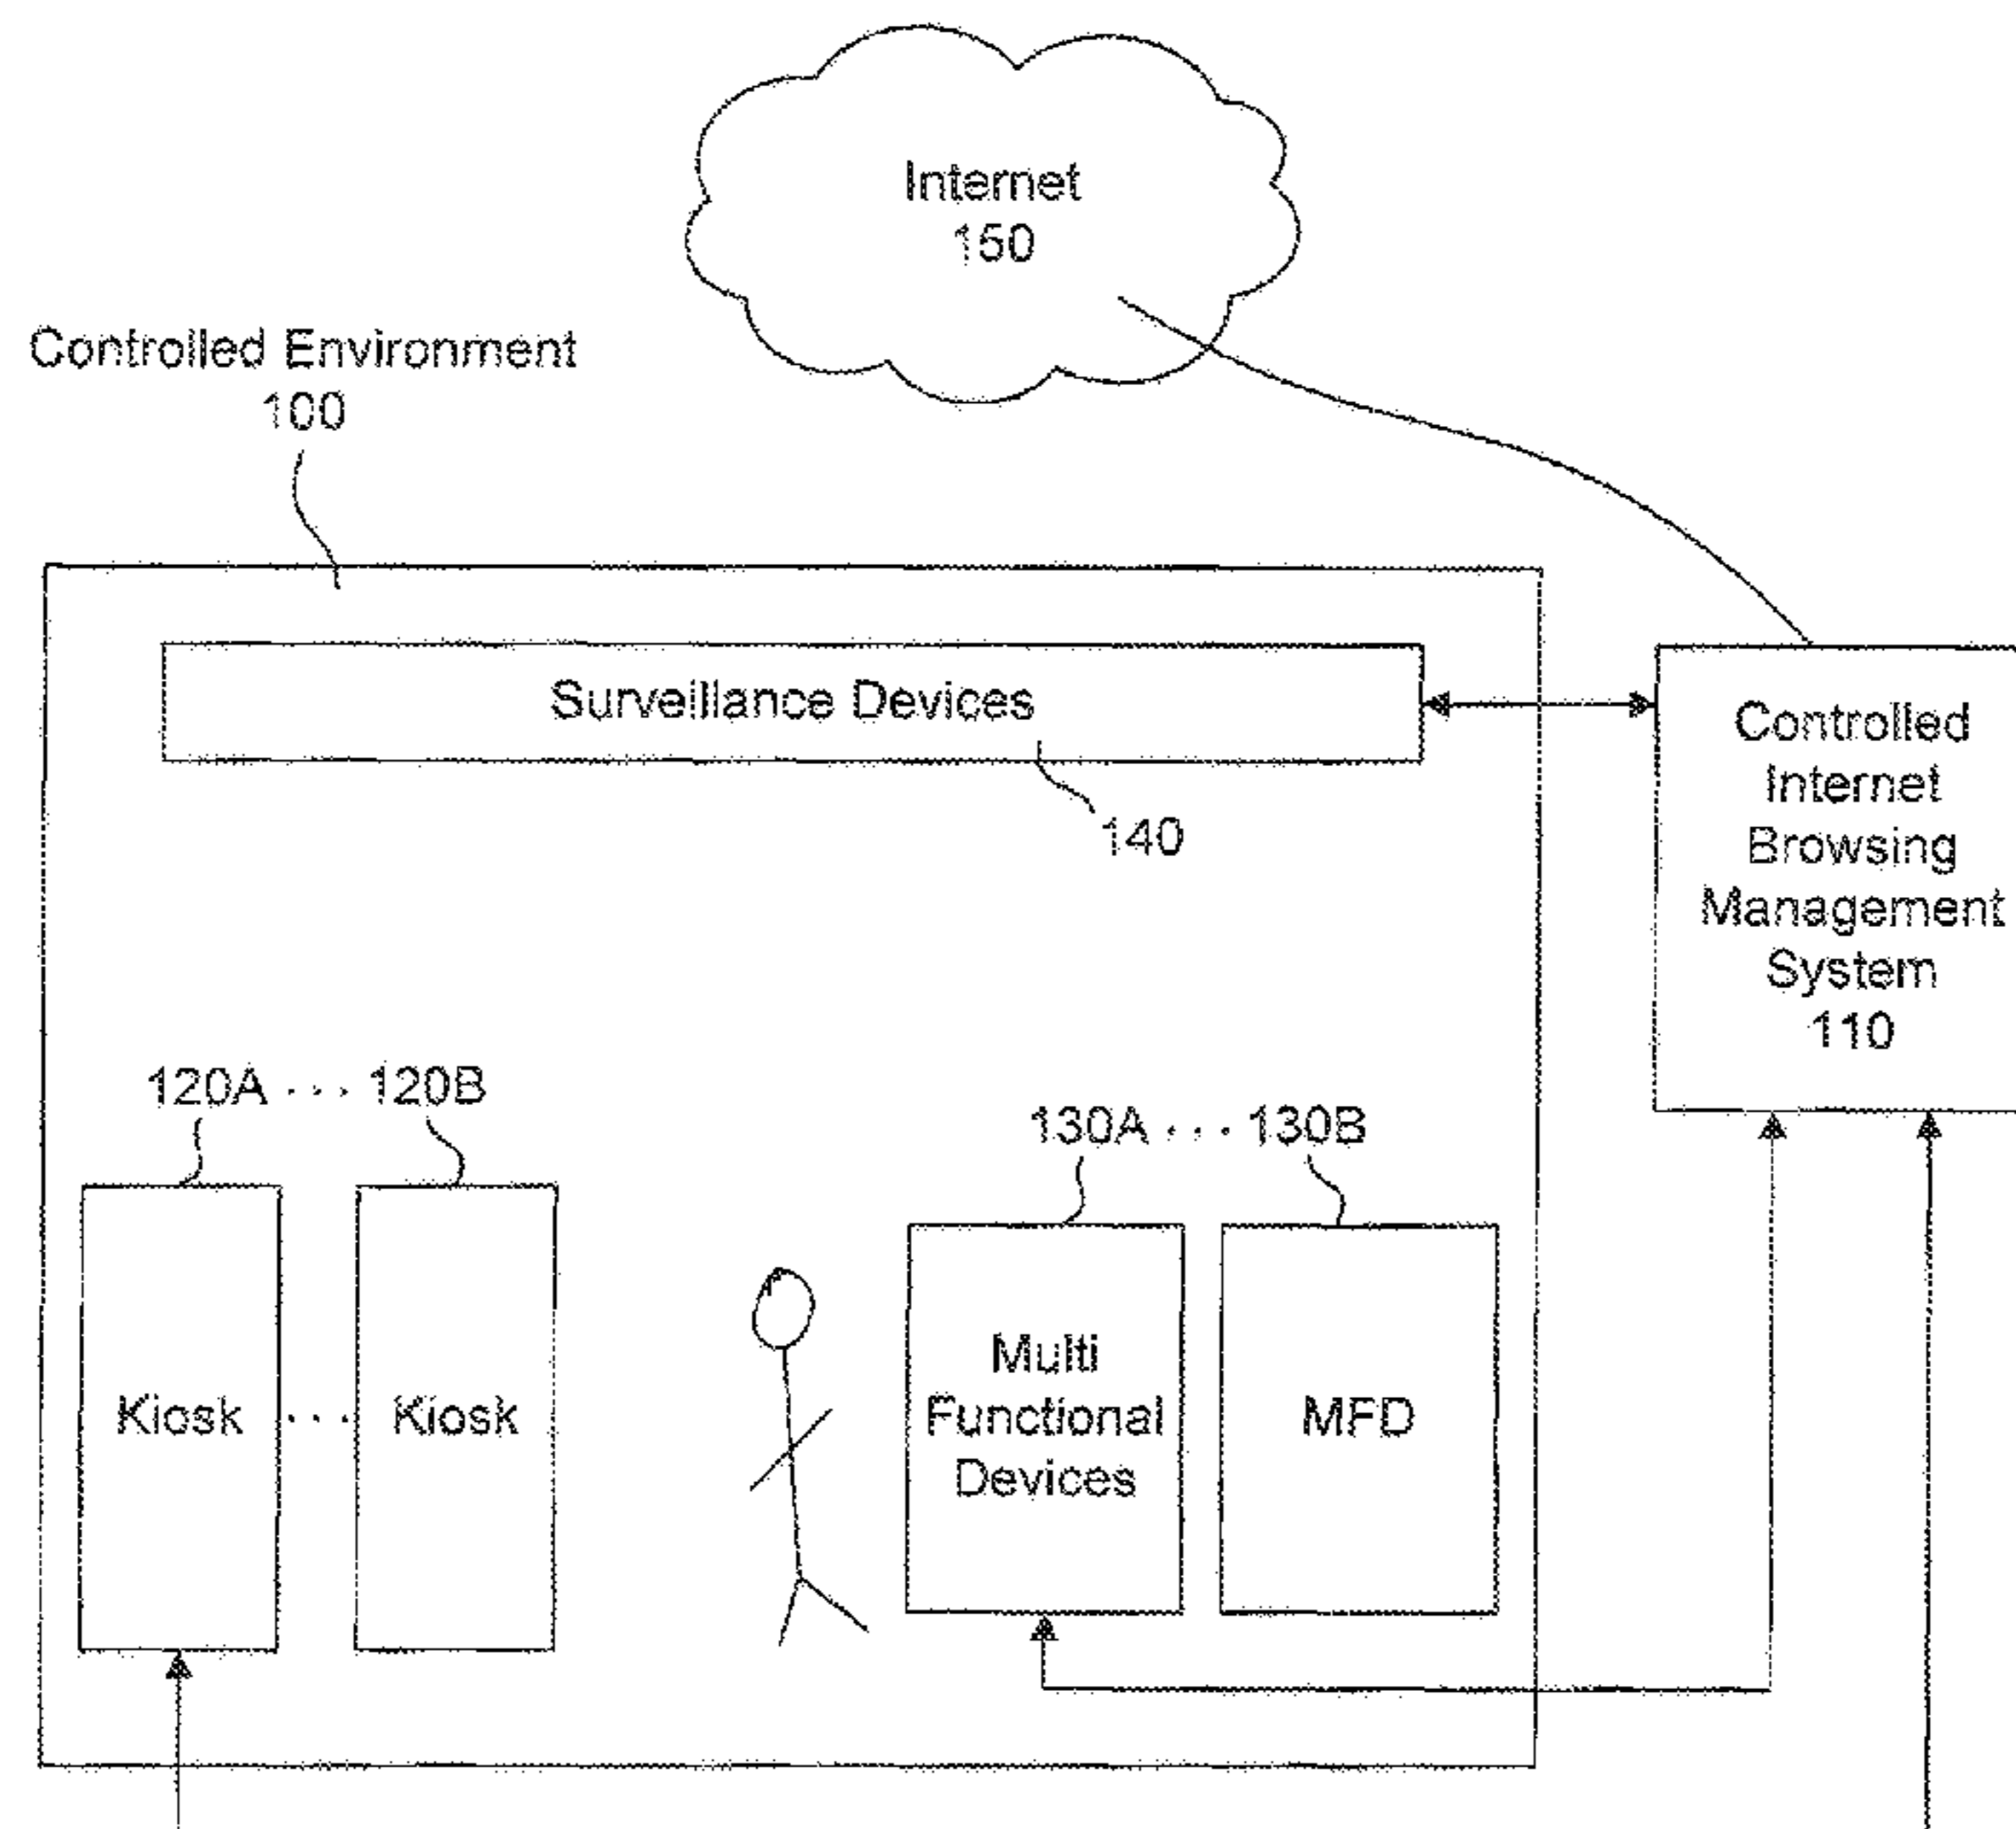 Internet
150
Controlled Environment
100
Surveillance Devices
140
Controlled
Internet
Browsing
Management
System
110
120A ... 120B
130A ... 130B
Kiosk ... Kiosk
Multi
Functional
Devices
MFD